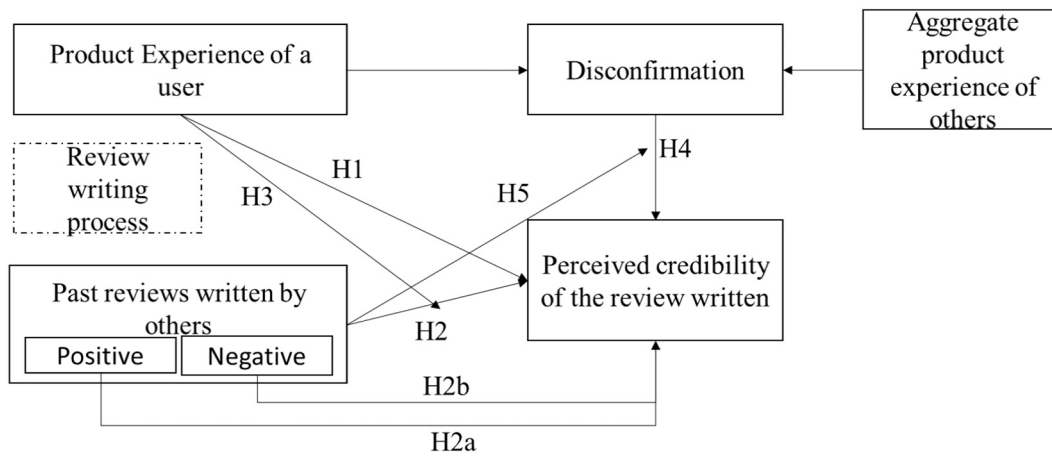 Product Experience of a
user
Disconfirmation
Aggregate
product
experience of
others
Review
writing
process
H1
H3
H4
H5
Past reviews written by
others
Positive
Negative
H2
Perceived credibility
of the review written
H2b
H2a